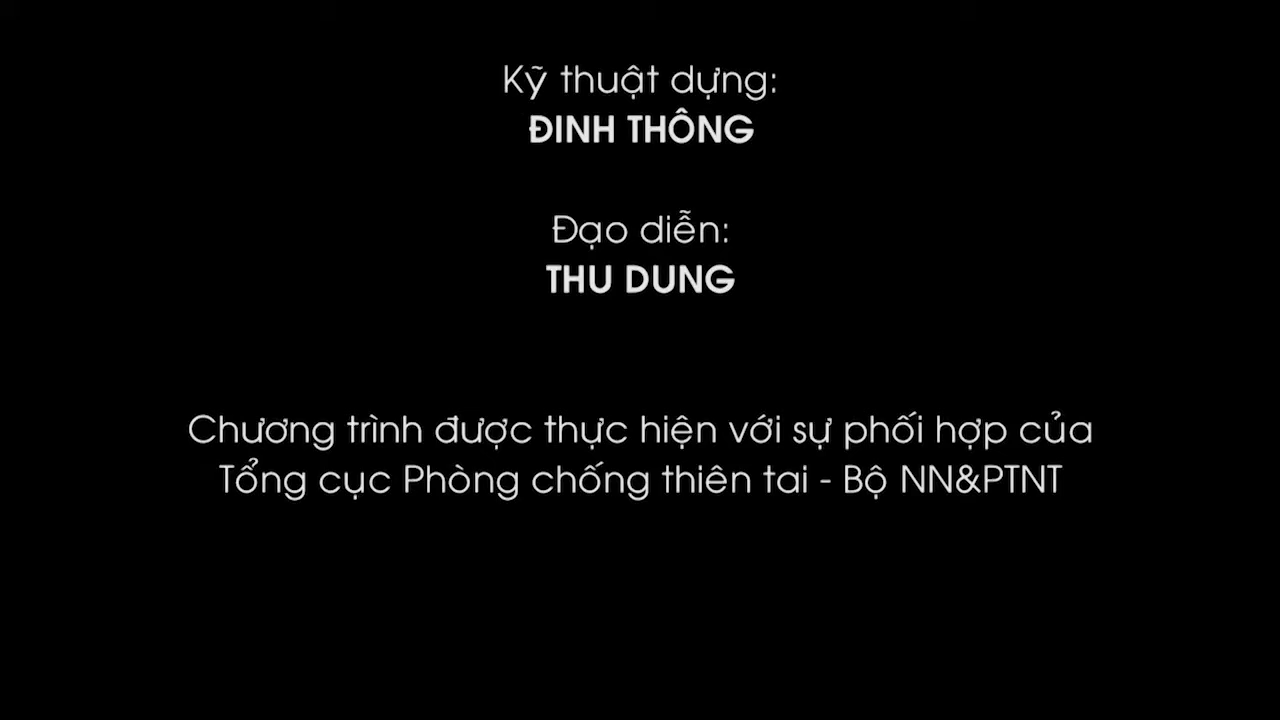 Kỹ thuật dựng:
ĐINH THÔNG
Đạo diễn:
THU DUNG
Chương trình được thực hiện với sự phối hợp của
Tổng cục Phòng chống thiên tai - Bộ NN&PTNT